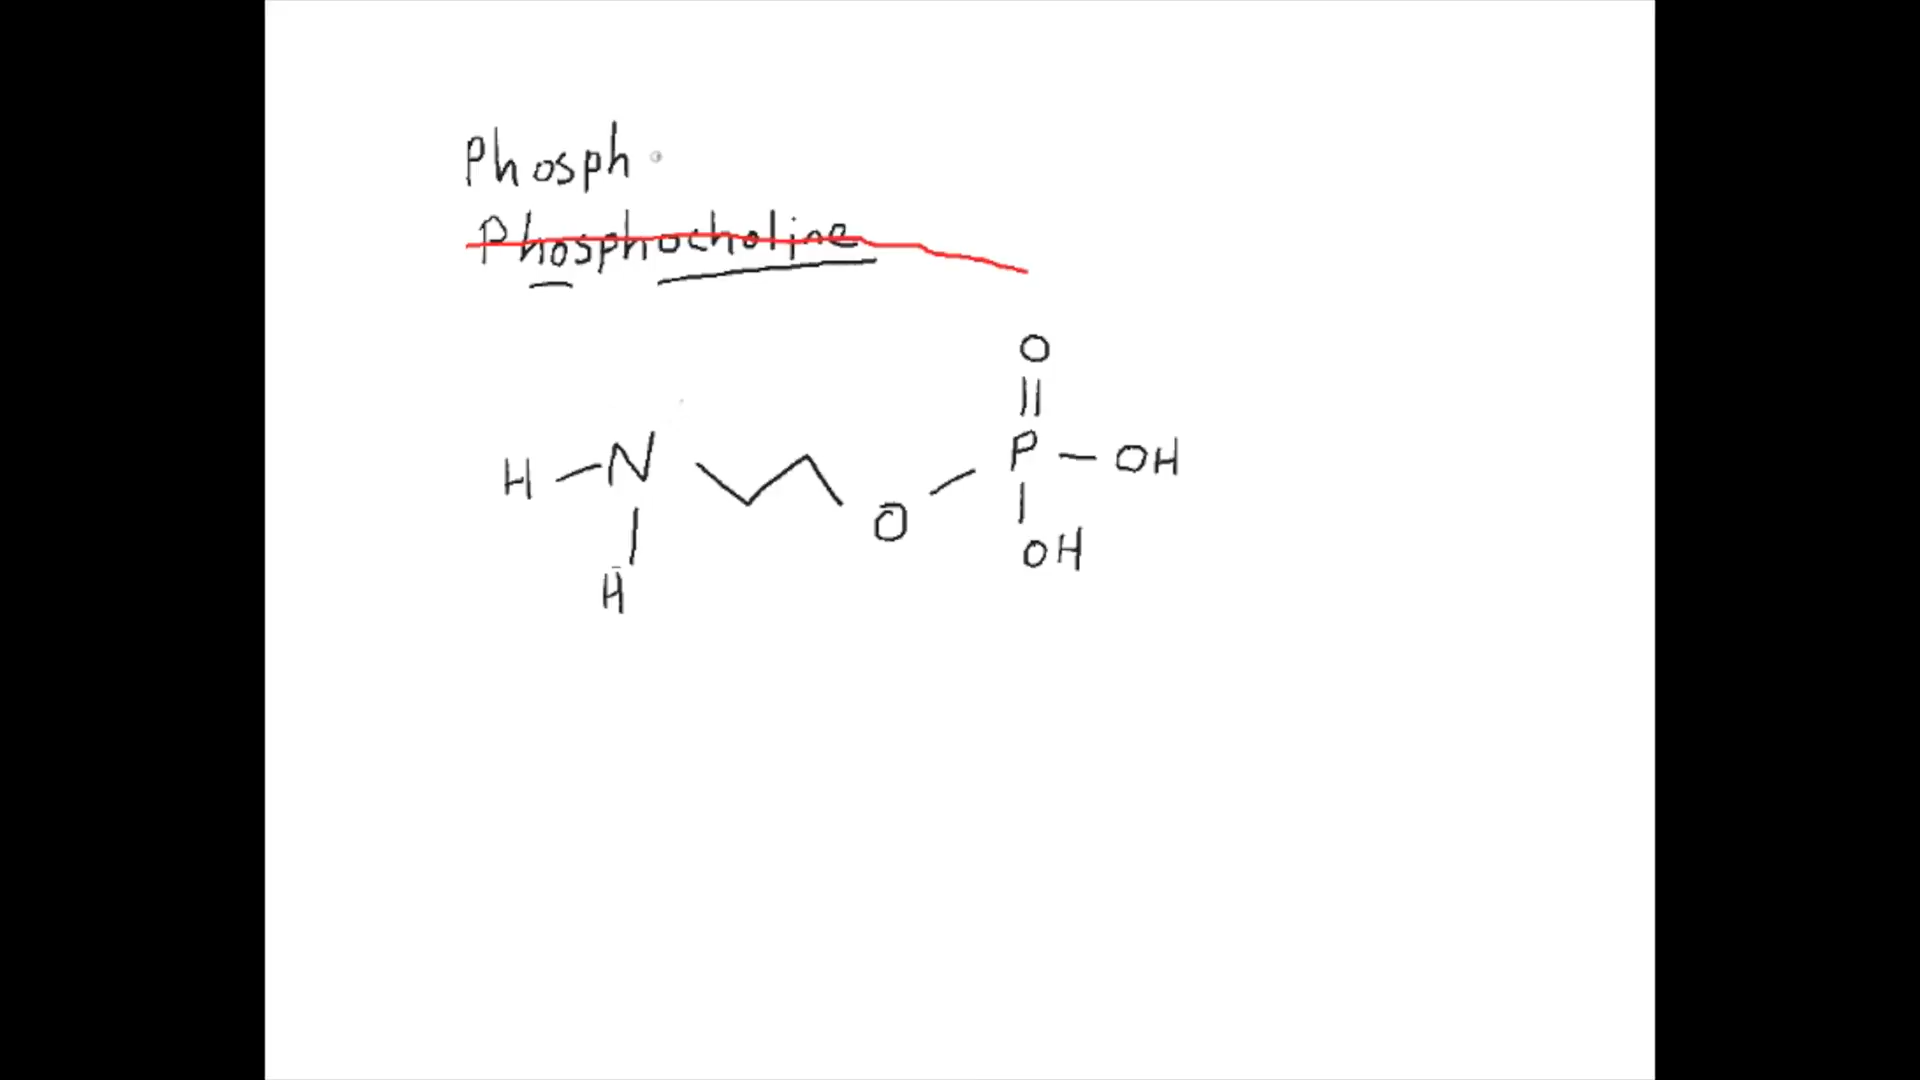 Phosph
Phosphocholine
O
P - OH
H - N
O
OH
H